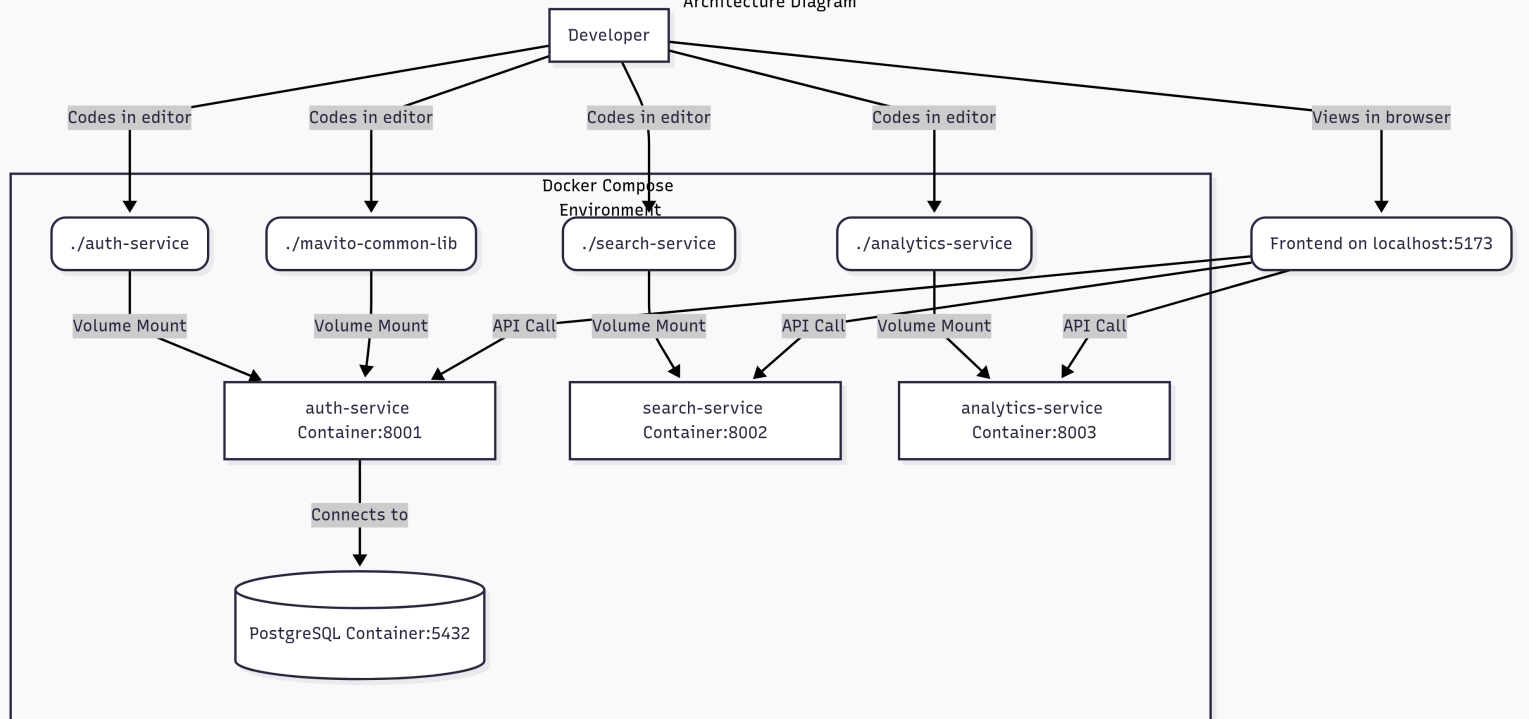 Architecture Diagram
Developer
Codes in editor
Codes in editor
Codes in editor
Codes in editor
Views in browser
Docker Compose
Environment
./auth-service
./mavito-common-lib
./search-service
./analytics-service
Frontend on localhost:5173
Volume Mount
Volume Mount
API Call
Volume Mount
API Call
Volume Mount
API Call
auth-service
Container:8001
search-service
Container:8002
analytics-service
Container:8003
Connects to
PostgreSQL Container:5432